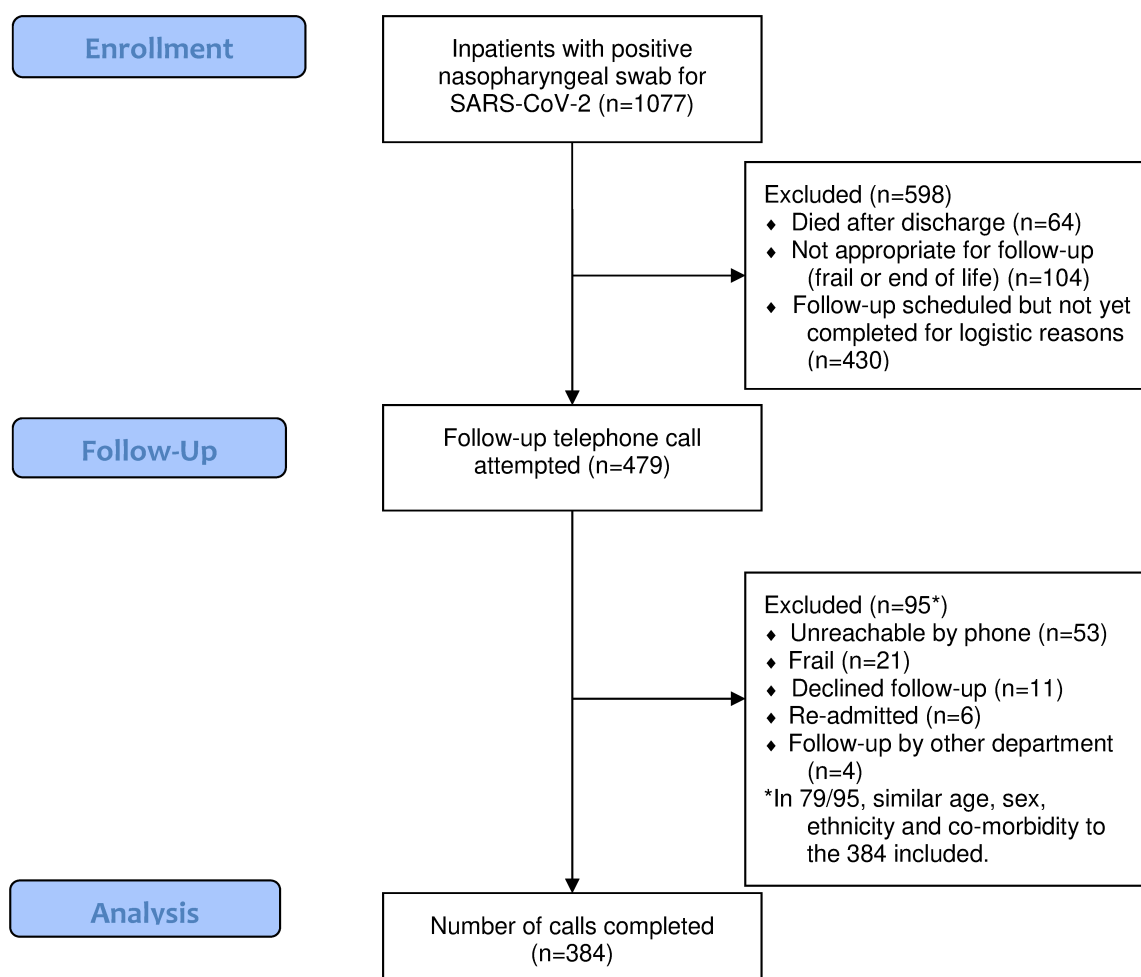 Enrollment
Inpatients with positive
nasopharyngeal swab for
SARS-CoV-2 (n=1077)
Excluded (n=598)
♦ Died after discharge (n=64)
♦ Not appropriate for follow-up
(frail or end of life) (n=104)
♦ Follow-up scheduled but not yet
completed for logistic reasons
(n=430)
Follow-Up
Follow-up telephone call
attempted (n=479)
Excluded (n=95*)
♦ Unreachable by phone (n=53)
♦ Frail (n=21)
♦ Declined follow-up (n=11)
♦ Re-admitted (n=6)
♦ Follow-up by other department
(n=4)
*In 79/95, similar age, sex,
ethnicity and co-morbidity to
the 384 included.
Analysis
Number of calls completed
(n=384)